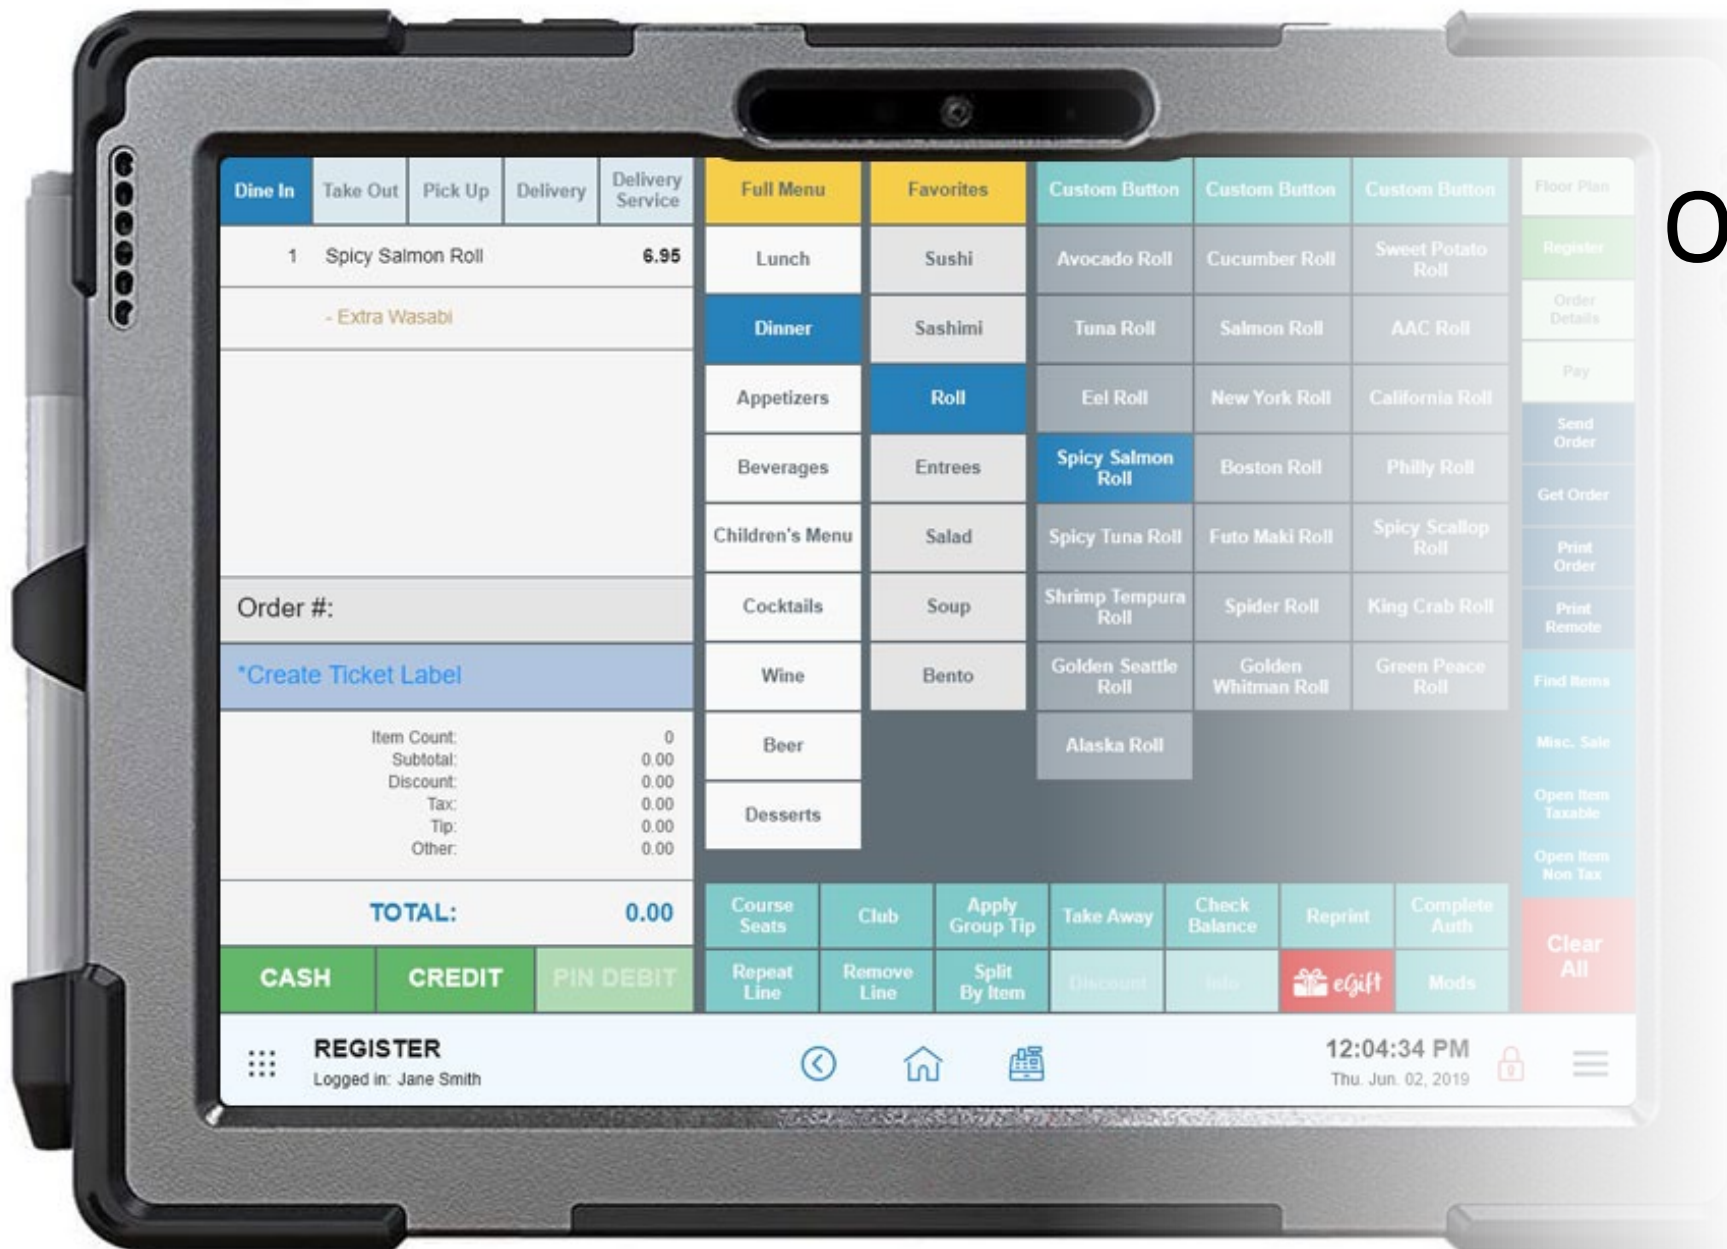 Dine In
Take Out
Pick Up
Delivery
Delivery
Service
1 Spicy Salmon Roll 6.95
- Extra Wasabi
Order #:
*Create Ticket Label
Item Count: 0
Subtotal: 0.00
Discount: 0.00
Tax: 0.00
Tip: 0.00
Other: 0.00
TOTAL: 0.00
CASH
CREDIT
PIN DEBIT
Full Menu
Lunch
Dinner
Appetizers
Beverages
Children's Menu
Cocktails
Wine
Beer
Desserts
Favorites
Sushi
Sashimi
Roll
Entrees
Salad
Soup
Bento
Custom Button
Custom Button
Custom Button
Avocado Roll
Cucumber Roll
Sweet Potato
Roll
Tuna Roll
Salmon Roll
AAC Roll
Eel Roll
New York Roll
California Roll
Spicy Salmon
Roll
Boston Roll
Philly Roll
Spicy Tuna Roll
Futo Maki Roll
Spicy Scallop
Roll
Shrimp Tempura
Roll
Spider Roll
King Crab Roll
Golden Seattle
Roll
Golden
Whitman Roll
Green Peace
Roll
Alaska Roll
Course
Seats
Club
Apply
Group Tip
Take Away
Check
Balance
Reprint
Complete
Auth
Repeat
Line
Remove
Line
Split
By Item
Discount
Info
eGift
Mods
Floor Plan
Register
Order
Details
Pay
Send
Order
Get Order
Print
Order
Print
Remote
Find Items
Misc. Sale
Open Item
Taxable
Open Item
Non Tax
Clear
All
REGISTER
Logged in: Jane Smith
12:04:34 PM
Thu. Jun. 02, 2019
O